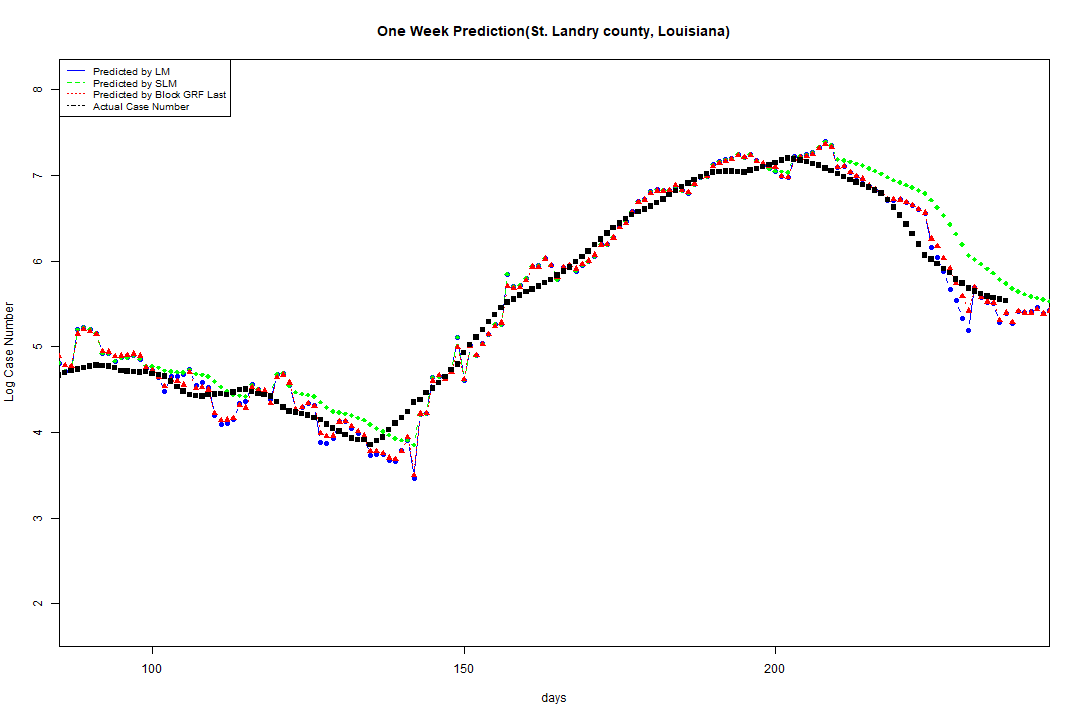 One Week Prediction(St. Landry county, Louisiana)
Predicted by LM
Predicted by SLM
Predicted by Block GRF Last
Actual Case Number
8
7
6
5
4
3
2
Log Case Number
100 150 200
days